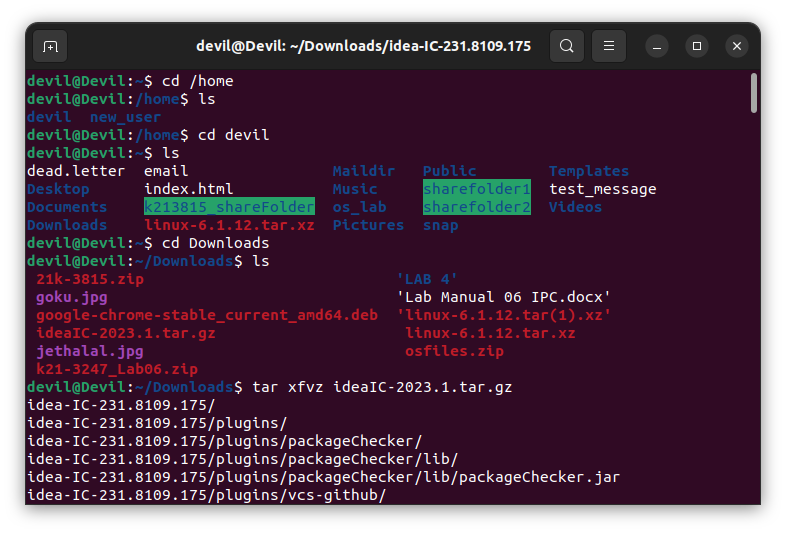 devil@Devil: ~/Downloads/idea-IC-231.8109.175
devil@Devil:~$ cd /home
devil@Devil:/home$ ls
devil  new_user
devil@Devil:/home$ cd devil
devil@Devil:~$ ls
dead.letter  email                Maildir   Public        Templates
Desktop      index.html           Music     sharefolder1  test_message
Documents    k213815_ShareFolder  os_lab    sharefolder2  Videos
Downloads    linux-6.1.12.tar.xz  Pictures  snap
devil@Devil:~$ cd Downloads
devil@Devil:~/Downloads$ ls
 21k-3815.zip                            'LAB 4'
 goku.jpg                                'Lab Manual 06 IPC.docx'
 google-chrome-stable_current_amd64.deb  'linux-6.1.12.tar(1).xz'
 ideaIC-2023.1.tar.gz                     linux-6.1.12.tar.xz
 jethalal.jpg                             osfiles.zip
 k21-3247_Lab06.zip
devil@Devil:~/Downloads$ tar xfvz ideaIC-2023.1.tar.gz
idea-IC-231.8109.175/
idea-IC-231.8109.175/plugins/
idea-IC-231.8109.175/plugins/packageChecker/
idea-IC-231.8109.175/plugins/packageChecker/lib/
idea-IC-231.8109.175/plugins/packageChecker/lib/packageChecker.jar
idea-IC-231.8109.175/plugins/vcs-github/